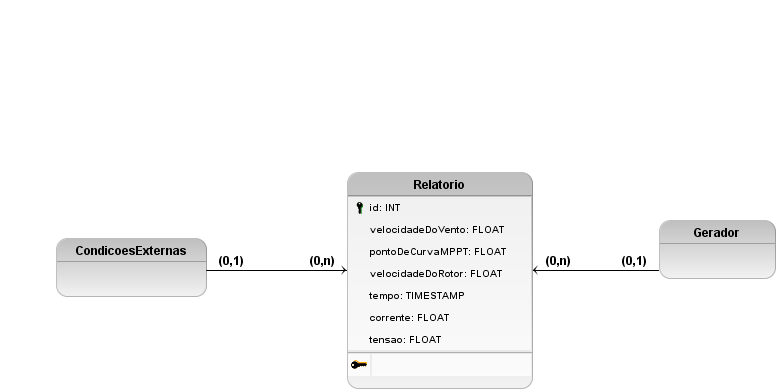 Relatorio
id: INT
velocidadeDoVento: FLOAT
pontoDeCurvaMPPT: FLOAT
velocidadeDoRotor: FLOAT
tempo: TIMESTAMP
corrente: FLOAT
tensao: FLOAT
CondicoesExternas
(0,1)
(0,n)
Gerador
(0,n)
(0,1)